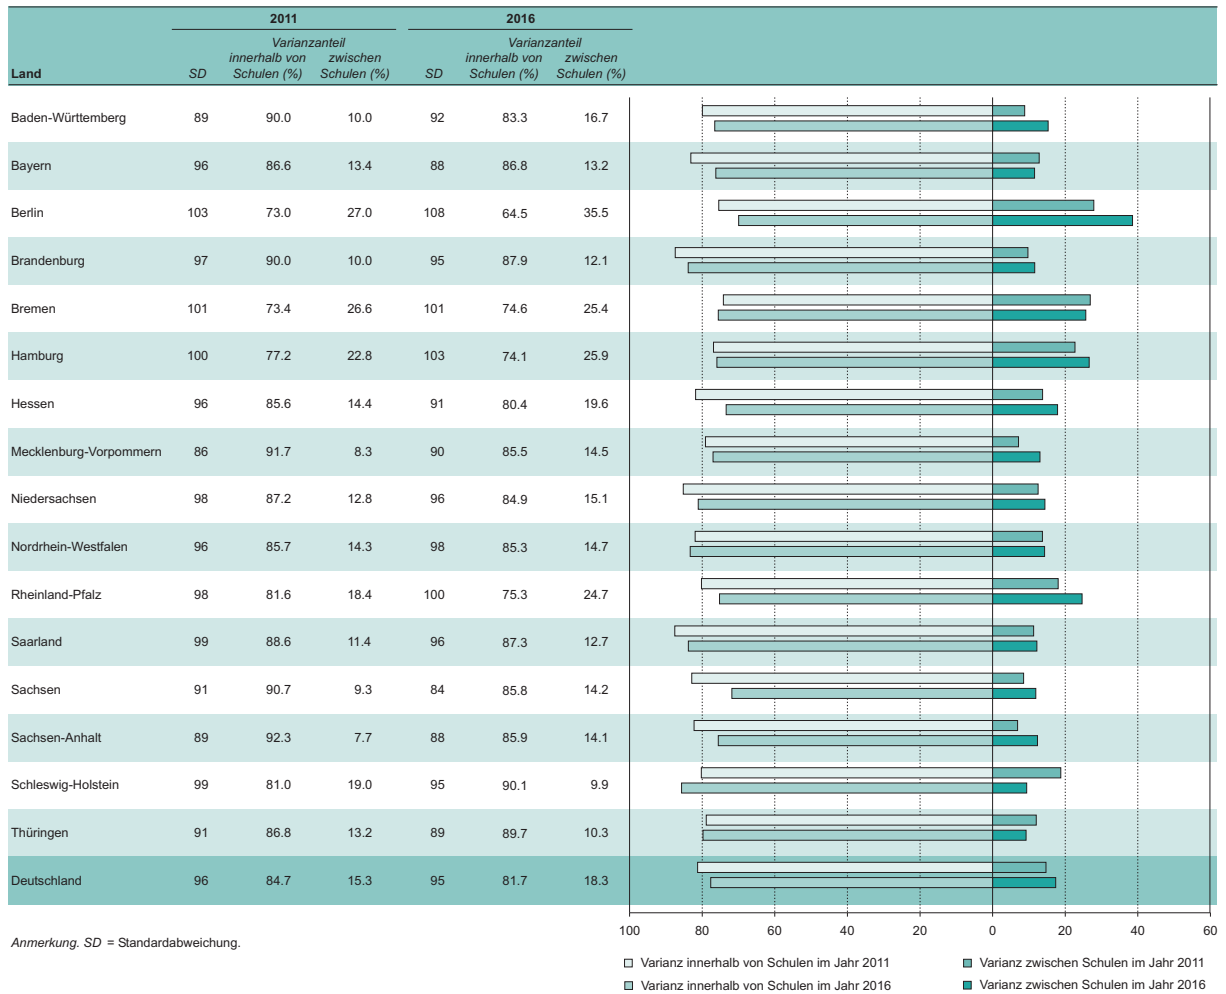 2011 2016
Varianzanteil Varianzanteil
innerhalb von zwischen innerhalb von zwischen
Land SD Schulen (%) Schulen (%) SD Schulen (%) Schulen (%)
Baden-Württemberg 89 90.0 10.0 92 83.3 16.7
Bayern 96 86.6 13.4 88 86.8 13.2
Berlin 103 73.0 27.0 108 64.5 35.5
Brandenburg 97 90.0 10.0 95 87.9 12.1
Bremen 101 73.4 26.6 101 74.6 25.4
Hamburg 100 77.2 22.8 103 74.1 25.9
Hessen 96 85.6 14.4 91 80.4 19.6
Mecklenburg-Vorpommern 86 91.7 8.3 90 85.5 14.5
Niedersachsen 98 87.2 12.8 96 84.9 15.1
Nordrhein-Westfalen 96 85.7 14.3 98 85.3 14.7
Rheinland-Pfalz 98 81.6 18.4 100 75.3 24.7
Saarland 99 88.6 11.4 96 87.3 12.7
Sachsen 91 90.7 9.3 84 85.8 14.2
Sachsen-Anhalt 89 92.3 7.7 88 85.9 14.1
Schleswig-Holstein 99 81.0 19.0 95 90.1 9.9
Thüringen 91 86.8 13.2 89 89.7 10.3
Deutschland 96 84.7 15.3 95 81.7 18.3
100 80 60 40 20 0 20 40 60
Anmerkung. SD = Standardabweichung.
Varianz innerhalb von Schulen im Jahr 2011 Varianz zwischen Schulen im Jahr 2011
Varianz innerhalb von Schulen im Jahr 2016 Varianz zwischen Schulen im Jahr 2016